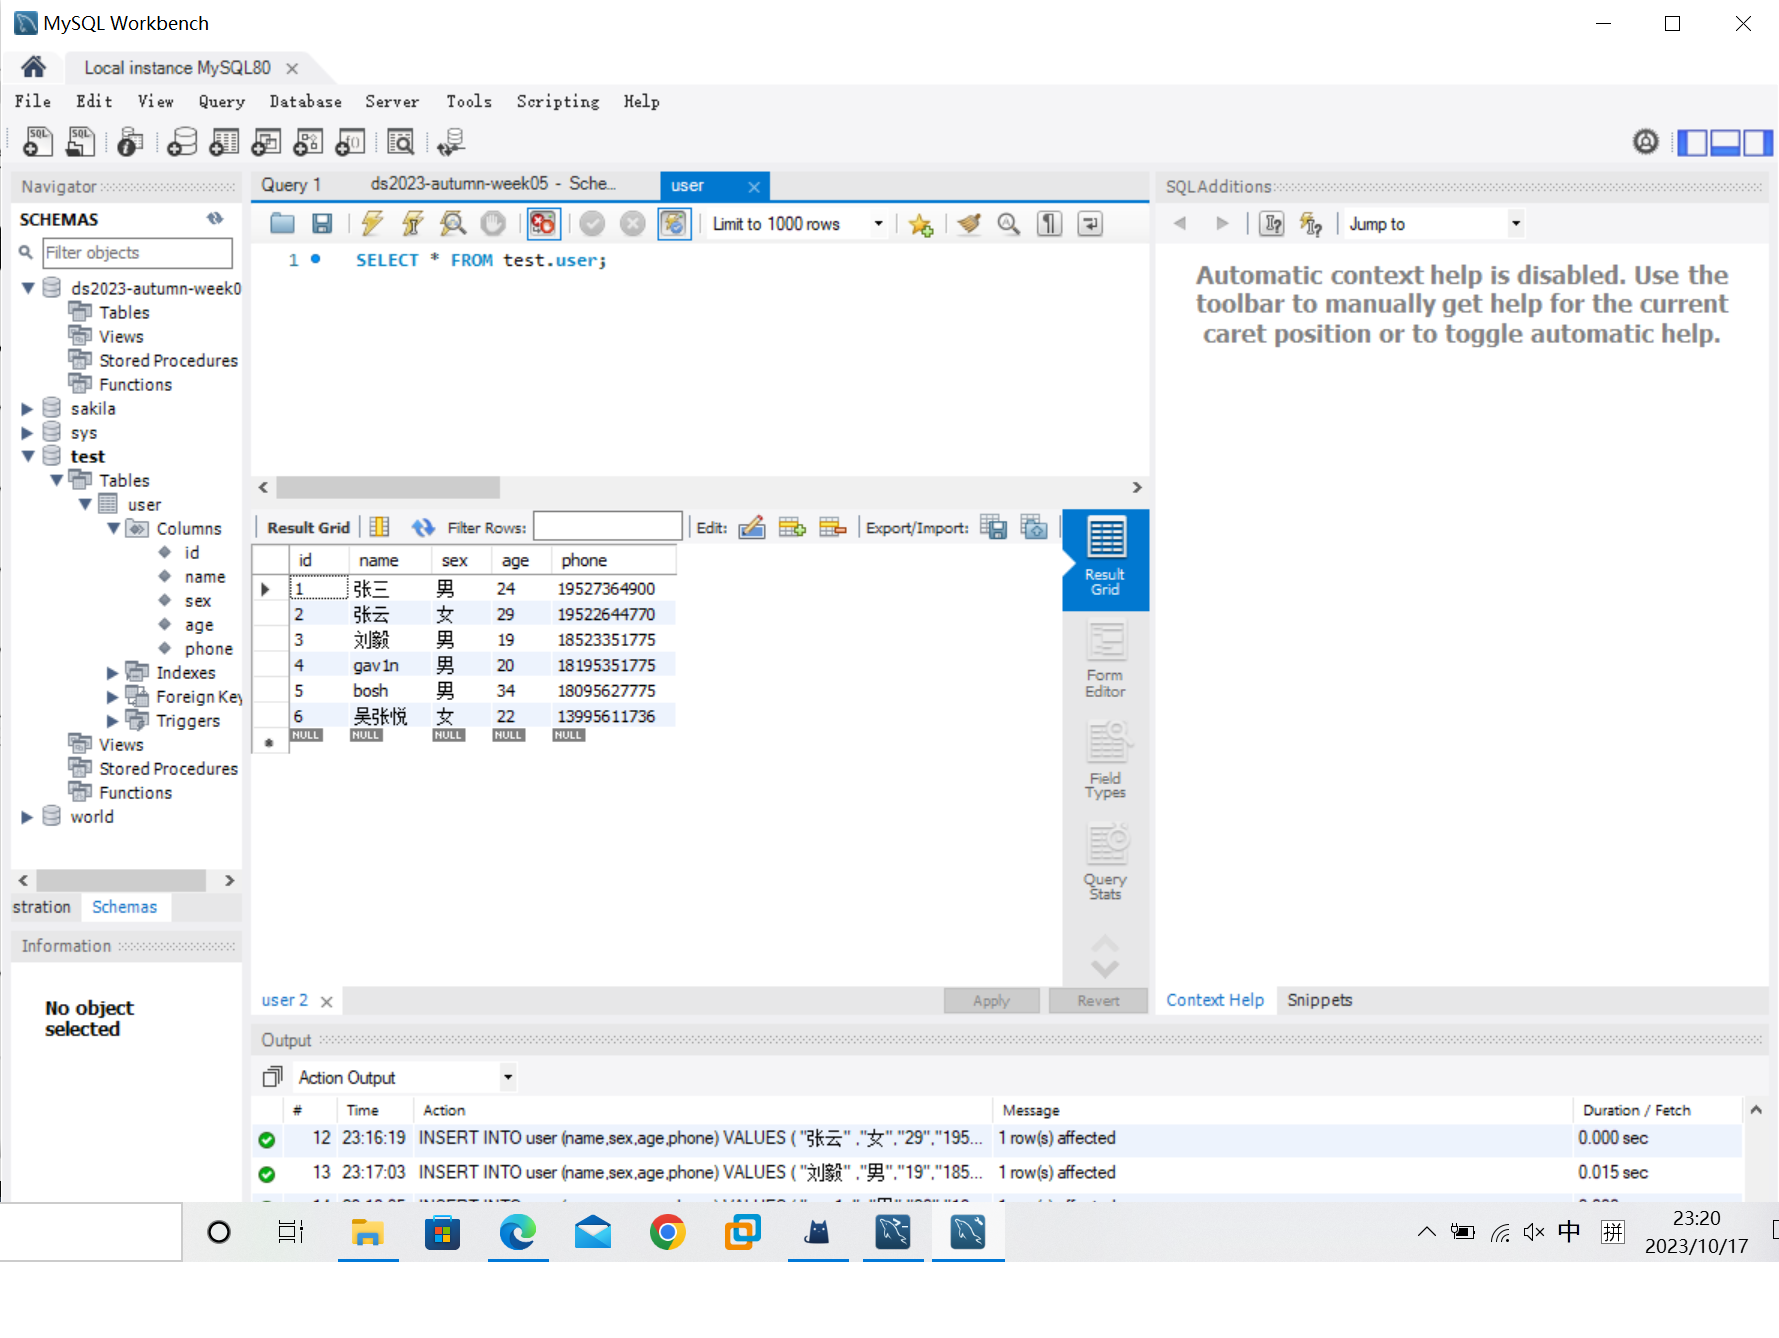 MySQL Workbench
Local instance MySQL80
File Edit View Query Database Server Tools Scripting Help
Navigator
SCHEMAS
Filter objects
ds2023-autumn-week0
Tables
Views
Stored Procedures
Functions
sakila
sys
test
Tables
user
Columns
id
name
sex
age
phone
Indexes
Foreign Key
Triggers
Views
Stored Procedures
Functions
world
stration Schemas
Information
No object
selected
Query 1 ds2023-autumn-week05 - Sche... user
Limit to 1000 rows
1 SELECT * FROM test.user;
Result Grid Filter Rows: Edit: Export/Import:
id name sex age phone
1 张三 男 24 19527364900
2 张云 女 29 19522644770
3 刘毅 男 19 18523351775
4 gav1n 男 20 18195351775
5 bosh 男 34 18095627775
6 吴张悦 女 22 13995611736
NULL NULL NULL NULL NULL
Result
Grid
Form
Editor
Field
Types
Query
Stats
user 2
Apply Revert
SQLAdditions
Jump to
Automatic context help is disabled. Use the
toolbar to manually get help for the current
caret position or to toggle automatic help.
Context Help Snippets
Output
Action Output
# Time Action Message Duration / Fetch
12 23:16:19 INSERT INTO user (name,sex,age,phone) VALUES ( "张云" ,"女","29","195... 1 row(s) affected 0.000 sec
13 23:17:03 INSERT INTO user (name,sex,age,phone) VALUES ( "刘毅" ,"男","19","185... 1 row(s) affected 0.015 sec
中 拼
23:20
2023/10/17